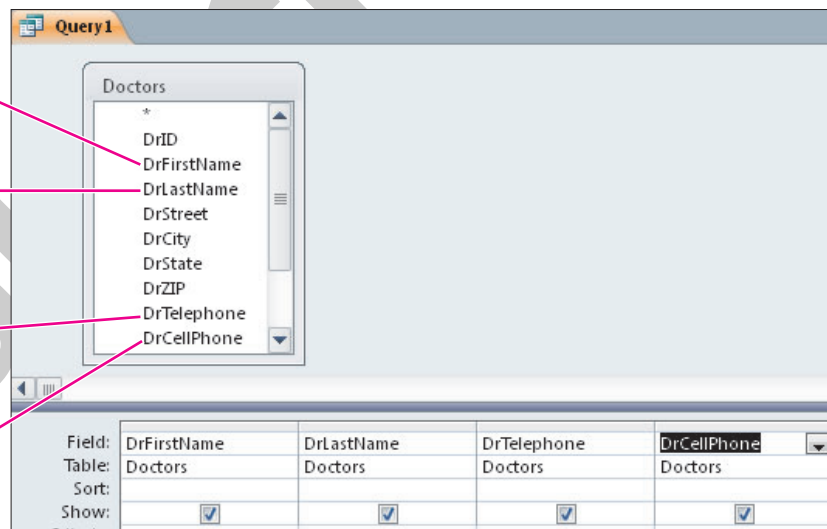 Query1
Doctors
*
DrID
DrFirstName
DrLastName
DrStreet
DrCity
DrState
DrZIP
DrTelephone
DrCellPhone
Field: DrFirstName DrLastName DrTelephone DrCellPhone
Table: Doctors Doctors Doctors Doctors
Sort:
Show: